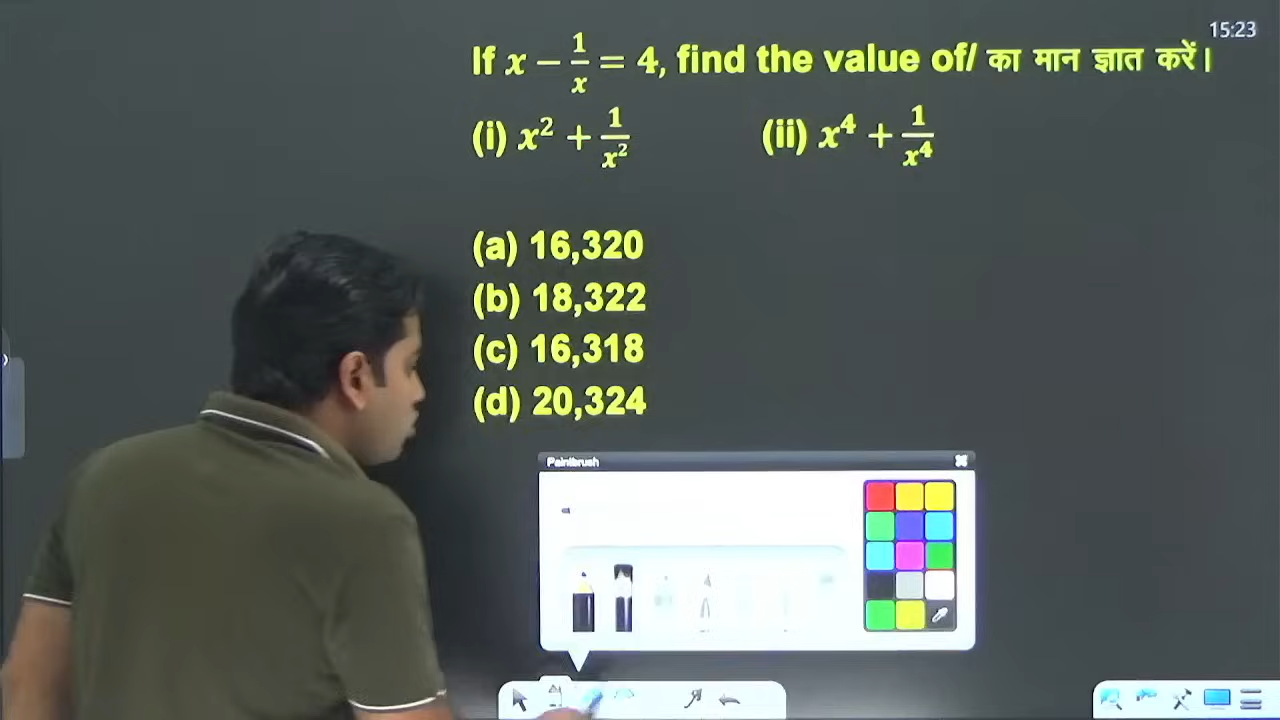 15:23
If x − 1/x = 4, find the value of/ का मान ज्ञात करें।
(i) x² + 1/x² (ii) x⁴ + 1/x⁴
(a) 16,320
(b) 18,322
(c) 16,318
(d) 20,324
Paintbrush